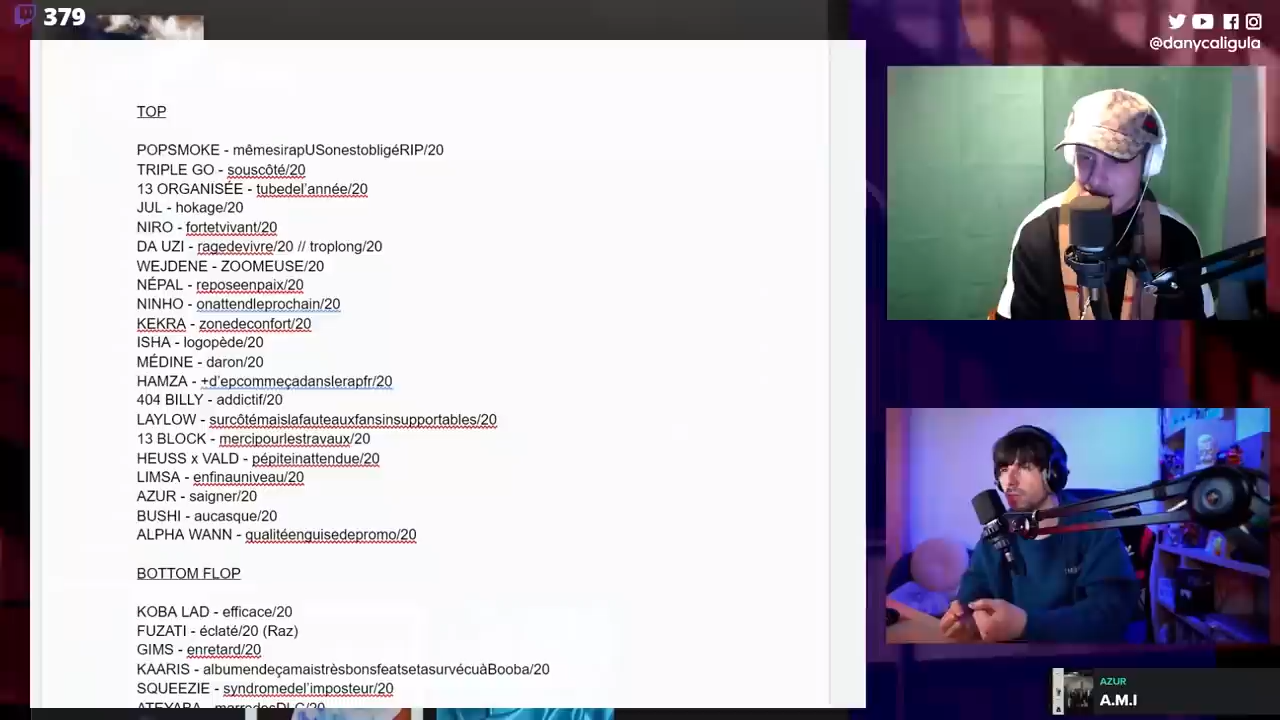 379
@danycaligula
TOP
POPSMOKE - mêmesirapUSonestobligéRIP/20
TRIPLE GO - souscôté/20
13 ORGANISÉE - tubedel'année/20
JUL - hokage/20
NIRO - fortetvivant/20
DA UZI - ragedevivre/20 // troplong/20
WEJDENE - ZOOMEUSE/20
NÉPAL - reposeenpaix/20
NINHO - onattendleprochain/20
KEKRA - zonedeconfort/20
ISHA - logopède/20
MÉDINE - daron/20
HAMZA - +d'epcommeçadanslerapfr/20
404 BILLY - addictif/20
LAYLOW - surcôtémaislafauteauxfansinsupportables/20
13 BLOCK - mercipourlestravaux/20
HEUSS x VALD - pépiteinattendue/20
LIMSA - enfinauniveau/20
AZUR - saigner/20
BUSHI - aucasque/20
ALPHA WANN - qualitéenguisedepromo/20
BOTTOM FLOP
KOBA LAD - efficace/20
FUZATI - éclaté/20 (Raz)
GIMS - enretard/20
KAARIS - albumendeçamaistrèsbonsfeatsetasurvécuàBooba/20
SQUEEZIE - syndromedel'imposteur/20
ATEYABA - marredesDLC/20
AZUR
A.M.I